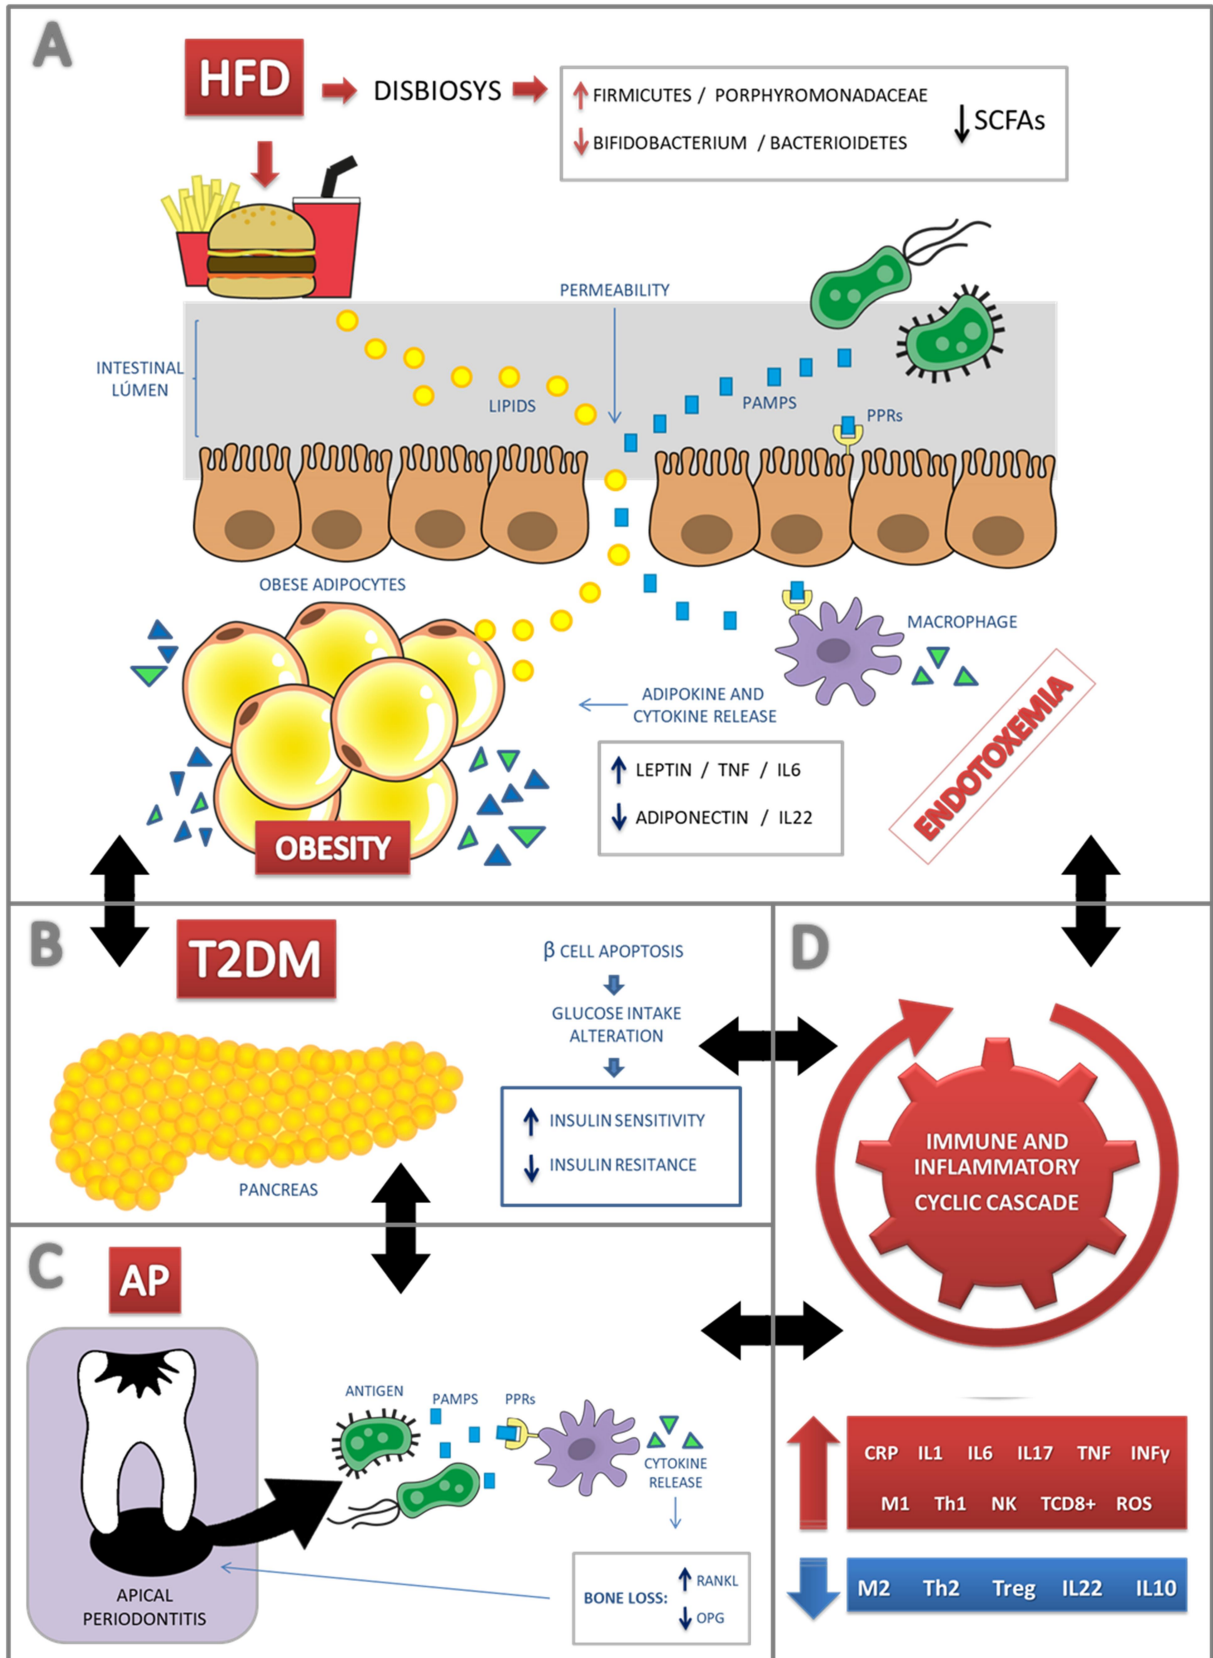 A
HFD
DISBIOSYS
FIRMICUTES / PORPHYROMONADACEAE
BIFIDOBACTERIUM / BACTERIOIDETES
SCFAs
PERMEABILITY
INTESTINAL
LÚMEN
LIPIDS
PAMPS
PPRs
OBESE ADIPOCYTES
MACROPHAGE
ADIPOKINE AND
CYTOKINE RELEASE
LEPTIN / TNF / IL6
ADIPONECTIN / IL22
ENDOTOXEMIA
OBESITY
B
T2DM
β CELL APOPTOSIS
GLUCOSE INTAKE
ALTERATION
INSULIN SENSITIVITY
INSULIN RESITANCE
PANCREAS
C
AP
ANTIGEN
PAMPS
PPRs
CYTOKINE
RELEASE
BONE LOSS:
RANKL
OPG
APICAL
PERIODONTITIS
D
IMMUNE AND
INFLAMMATORY
CYCLIC CASCADE
CRP IL1 IL6 IL17 TNF INFγ
M1 Th1 NK TCD8+ ROS
M2 Th2 Treg IL22 IL10